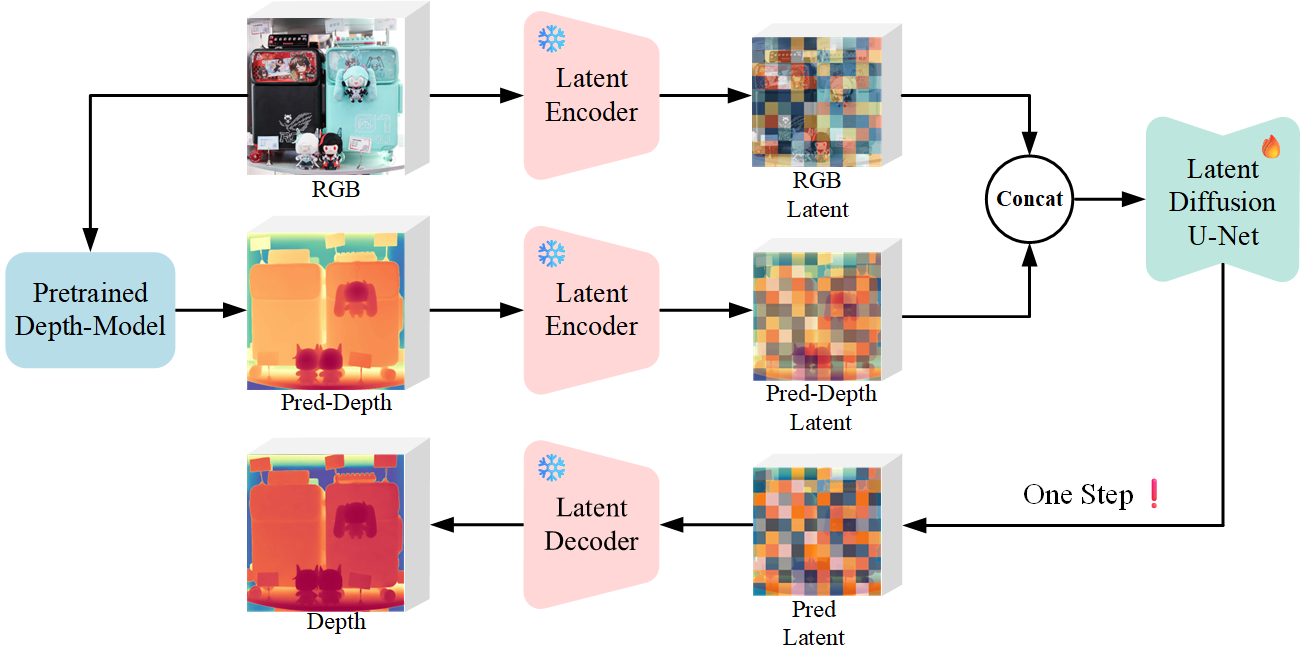 RGB
Latent
Encoder
RGB
Latent
Concat
Latent
Diffusion
U-Net
Pretrained
Depth-Model
Pred-Depth
Latent
Encoder
Pred-Depth
Latent
One Step❗
Depth
Latent
Decoder
Pred
Latent